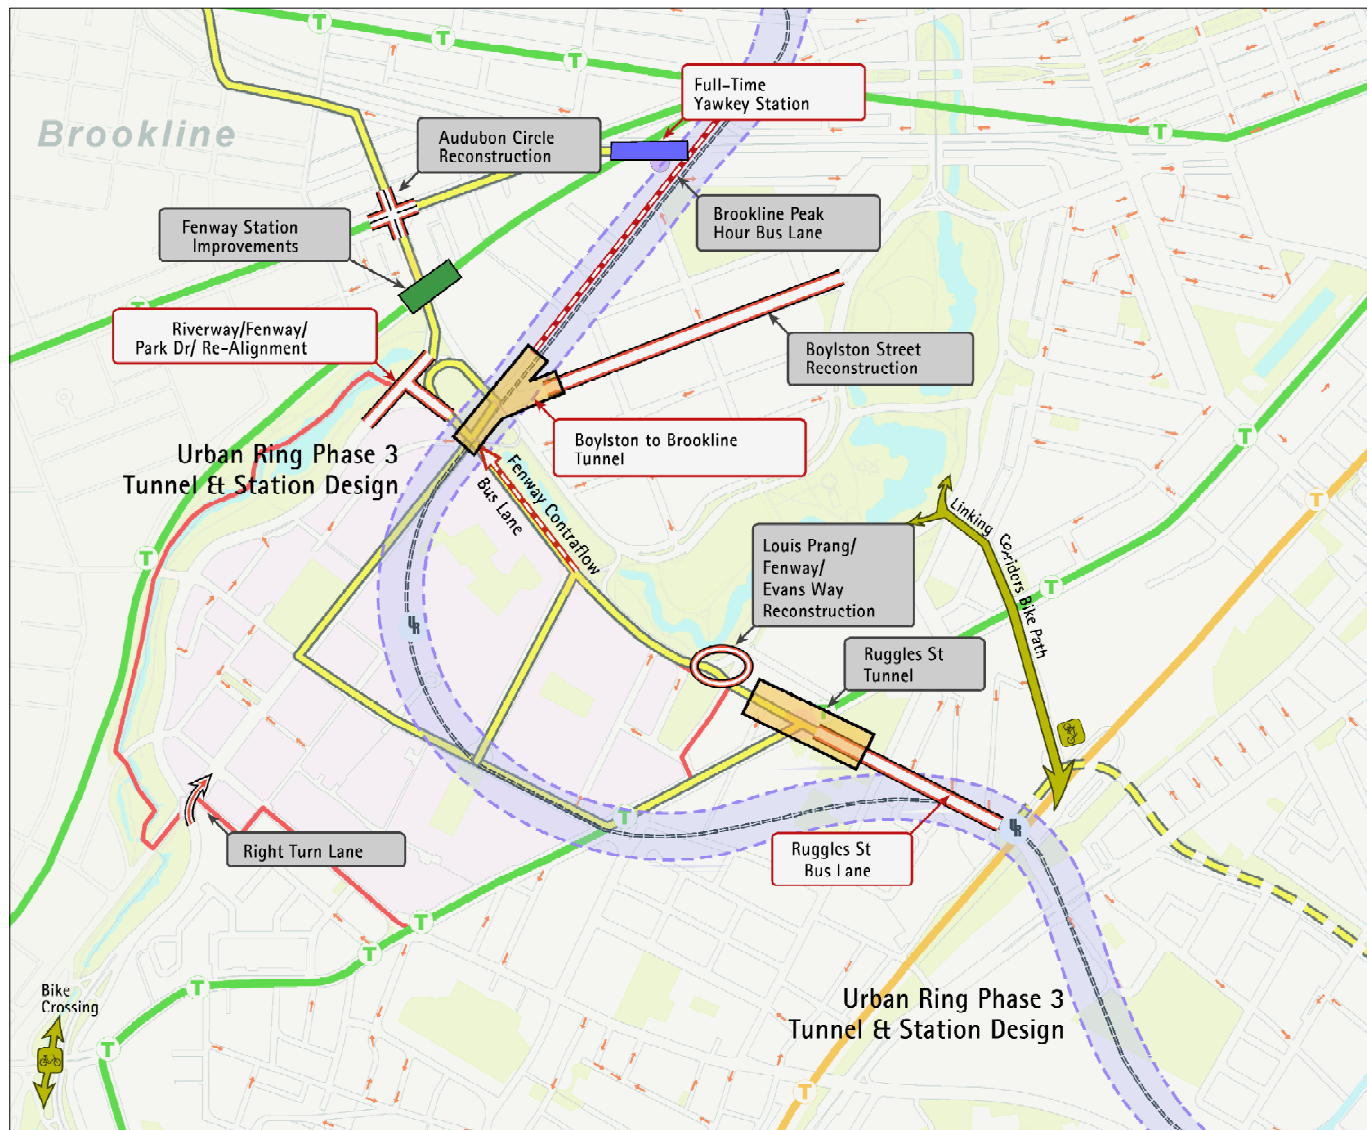 T
T
T
Full-Time
Yawkey Station
T
Brookline
Audubon Circle
Reconstruction
Fenway Station
Improvements
Brookline Peak
Hour Bus Lane
Riverway/Fenway/
Park Dr/ Re-Alignment
Boylston Street
Reconstruction
Boylston to Brookline
Tunnel
T
Urban Ring Phase 3
Tunnel & Station Design
Fenway Contraflow
Bus Lane
T
Linking Corriders Bike Path
Louis Prang/
Fenway/
Evans Way
Reconstruction
T
T
UR
Ruggles St
Tunnel
T
UR
Right Turn Lane
Ruggles St
Bus Lane
T
T
T
Bike
Crossing
Urban Ring Phase 3
Tunnel & Station Design
T
T